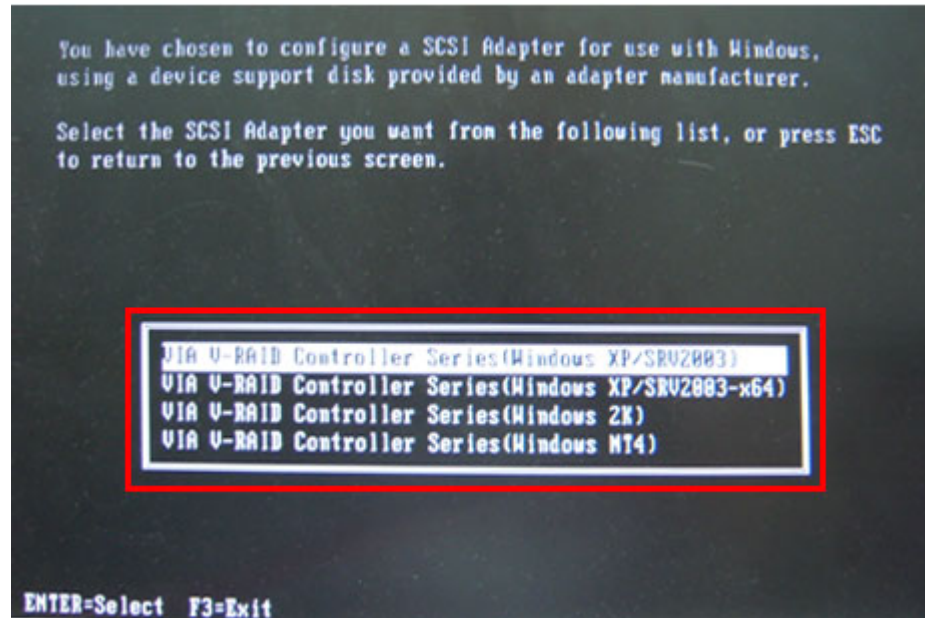 You have chosen to configure a SCSI Adapter for use with Windows,
using a device support disk provided by an adapter manufacturer.
Select the SCSI Adapter you want from the following list, or press ESC
to return to the previous screen.
VIA V-RAID Controller Series(Windows XP/SRV2003)
VIA V-RAID Controller Series(Windows XP/SRV2003-x64)
VIA V-RAID Controller Series(Windows 2K)
VIA V-RAID Controller Series(Windows NT4)
ENTER=Select F3=Exit